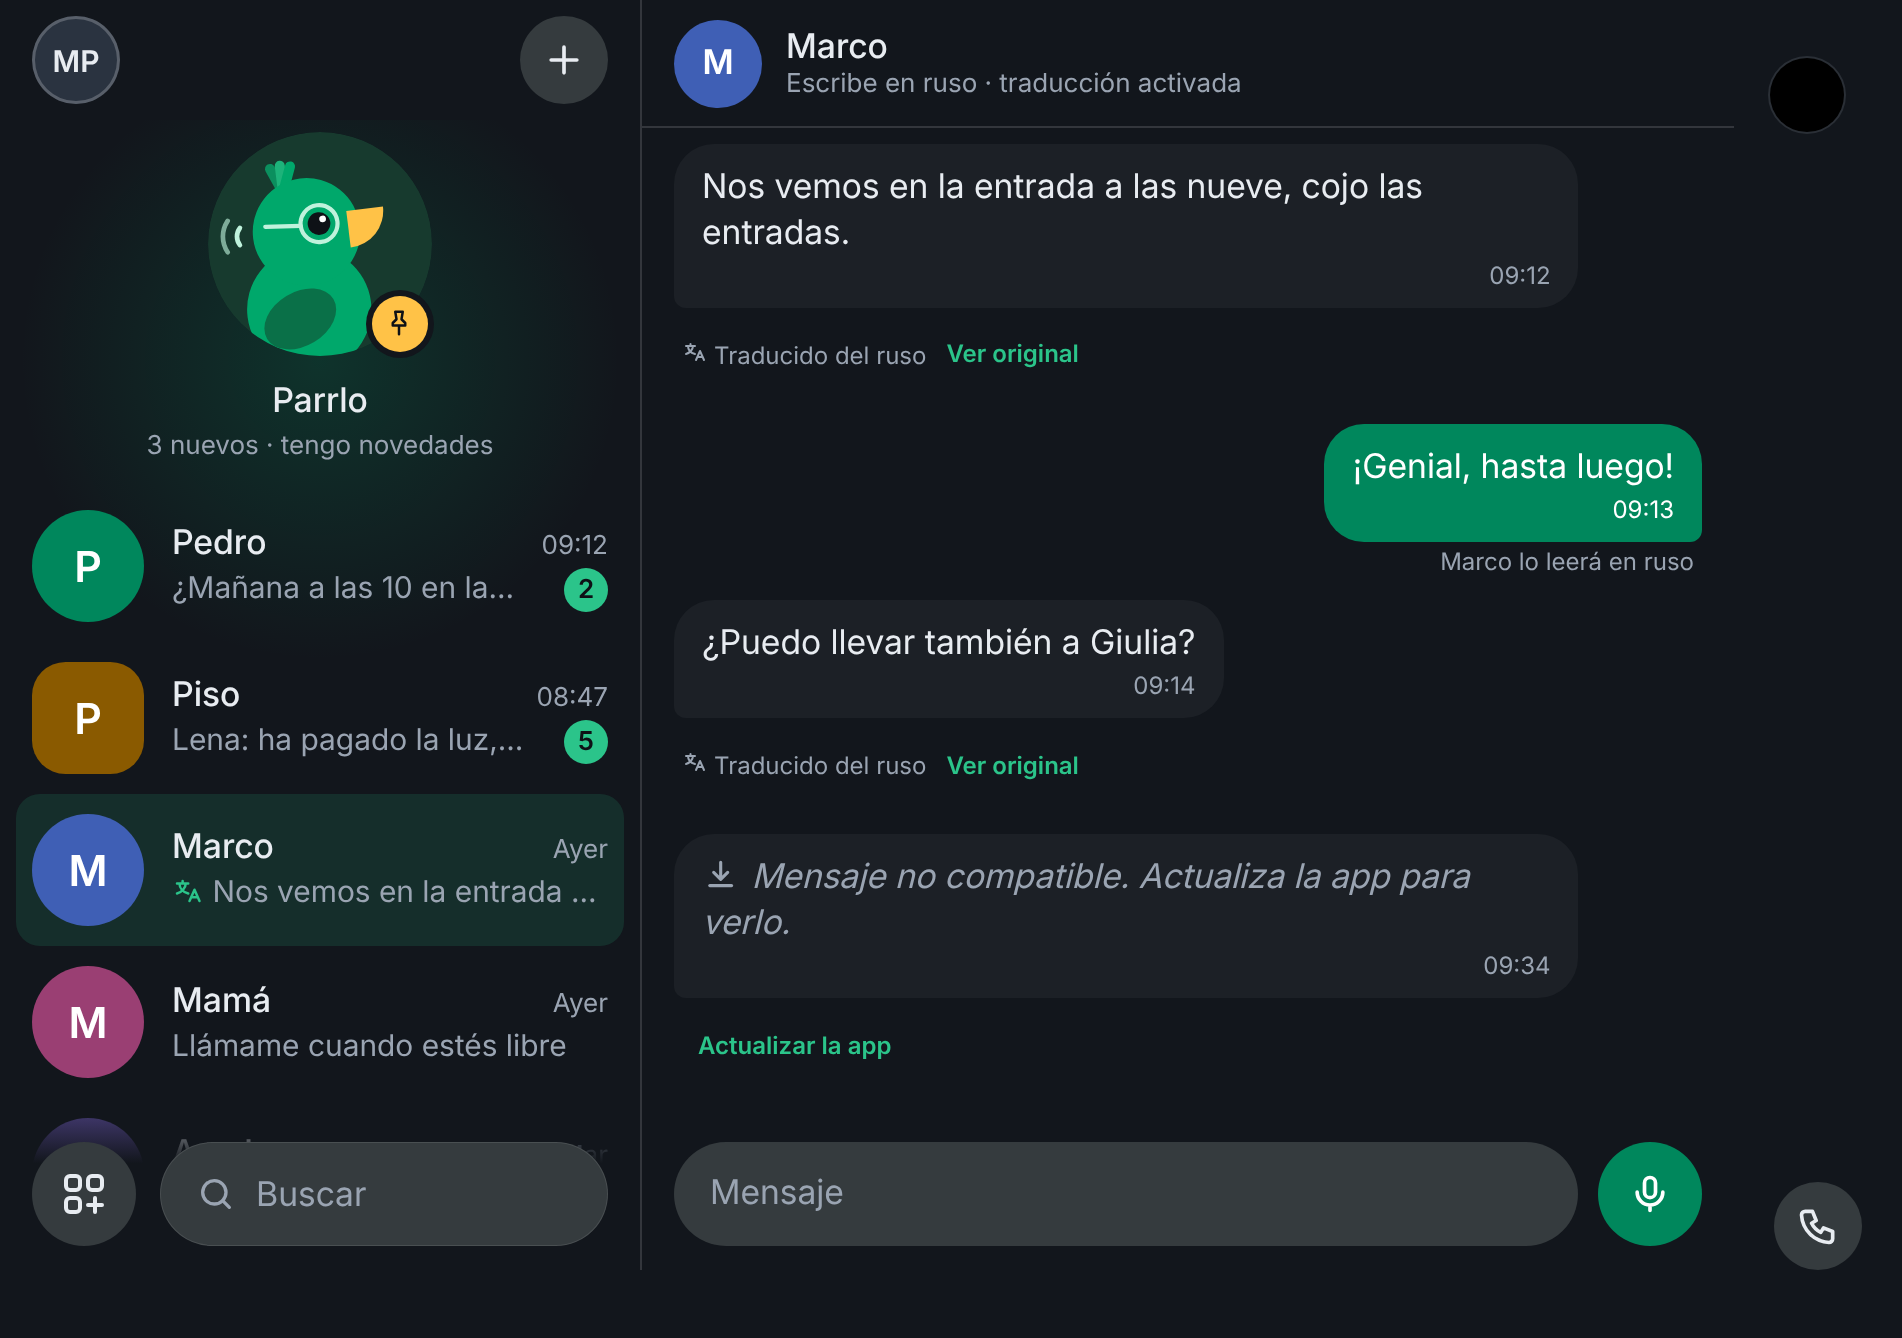 MP
Parrlo
3 nuevos · tengo novedades
P
Pedro
09:12
¿Mañana a las 10 en la...
2
P
Piso
08:47
Lena: ha pagado la luz,...
5
M
Marco
Ayer
Nos vemos en la entrada ...
M
Mamá
Ayer
Llámame cuando estés libre
Buscar
M
Marco
Escribe en ruso · traducción activada
Nos vemos en la entrada a las nueve, cojo las
entradas.
09:12
Traducido del ruso Ver original
¡Genial, hasta luego!
09:13
Marco lo leerá en ruso
¿Puedo llevar también a Giulia?
09:14
Traducido del ruso Ver original
Mensaje no compatible. Actualiza la app para
verlo.
09:34
Actualizar la app
Mensaje